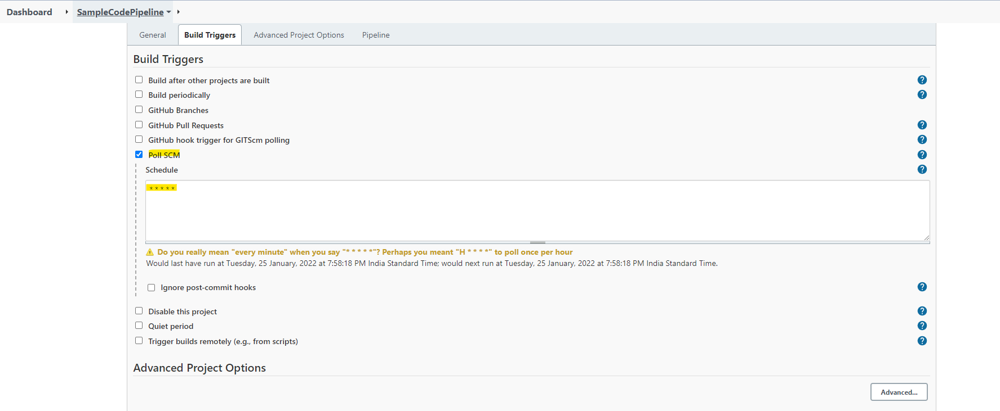 Dashboard SampleCodePipeline
General Build Triggers Advanced Project Options Pipeline
Build Triggers
Build after other projects are built ?
Build periodically ?
GitHub Branches
GitHub Pull Requests ?
GitHub hook trigger for GITScm polling ?
Poll SCM ?
Schedule ?
* * * * *
Do you really mean "every minute" when you say "* * * * *"? Perhaps you meant "H * * * *" to poll once per hour
Would last have run at Tuesday, 25 January, 2022 at 7:58:18 PM India Standard Time; would next run at Tuesday, 25 January, 2022 at 7:58:18 PM India Standard Time.
Ignore post-commit hooks ?
Disable this project ?
Quiet period ?
Trigger builds remotely (e.g., from scripts) ?
Advanced Project Options
Advanced...